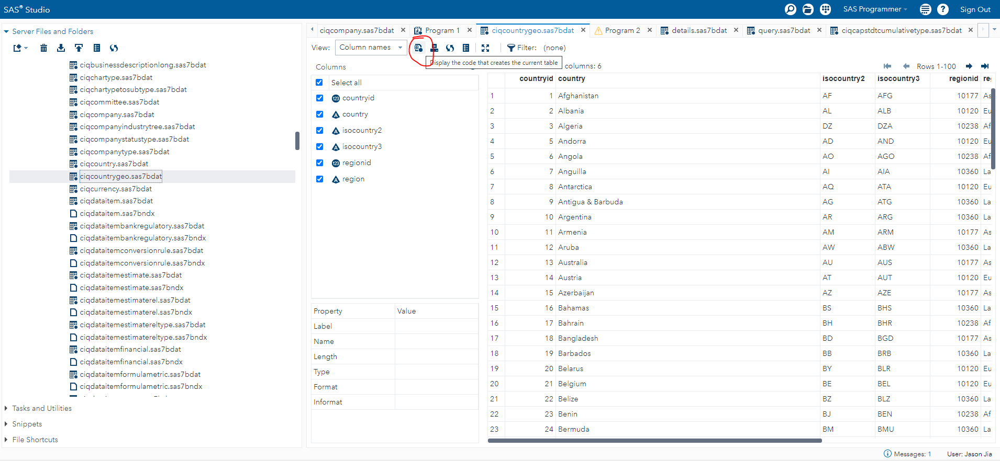 SAS® Studio
SAS Programmer
Sign Out
Server Files and Folders
ciqbusinessdescriptionlong.sas7bdat
ciqchartype.sas7bdat
ciqchartypetosubtype.sas7bdat
ciqcommittee.sas7bdat
ciqcompany.sas7bdat
ciqcompanyindustrytree.sas7bdat
ciqcompanystatustype.sas7bdat
ciqcompanytype.sas7bdat
ciqcountry.sas7bdat
ciqcountrygeo.sas7bdat
ciqcurrency.sas7bdat
ciqdataitem.sas7bdat
ciqdataitem.sas7bndx
ciqdataitembankregulatory.sas7bdat
ciqdataitembankregulatory.sas7bndx
ciqdataitemconversionrule.sas7bdat
ciqdataitemconversionrule.sas7bndx
ciqdataitemestimate.sas7bdat
ciqdataitemestimate.sas7bndx
ciqdataitemestimaterel.sas7bdat
ciqdataitemestimaterel.sas7bndx
ciqdataitemestimatereltype.sas7bdat
ciqdataitemestimatereltype.sas7bndx
ciqdataitemfinancial.sas7bdat
ciqdataitemfinancial.sas7bndx
ciqdataitemformulametric.sas7bdat
ciqdataitemformulametric.sas7bndx
Tasks and Utilities
Snippets
File Shortcuts
ciqcompany.sas7bdat Program 1 ciqcountrygeo.sas7bdat Program 2 details.sas7bdat query.sas7bdat ciqcapstdtcumulativetype.sas7bdat
View: Column names Filter: (none)
Display the code that creates the current table
Columns
Select all
123 countryid
A country
A isocountry2
A isocountry3
123 regionid
A region
Property Value
Label
Name
Length
Type
Format
Informat
columns: 6 Rows 1-100
countryid country isocountry2 isocountry3 regionid re
1 1 Afghanistan AF AFG 10177 As
2 2 Albania AL ALB 10120 Eu
3 3 Algeria DZ DZA 10238 Af
4 5 Andorra AD AND 10120 Eu
5 6 Angola AO AGO 10238 Af
6 7 Anguilla AI AIA 10360 La
7 8 Antarctica AQ ATA 10120 Eu
8 9 Antigua & Barbuda AG ATG 10360 La
9 10 Argentina AR ARG 10360 La
10 11 Armenia AM ARM 10177 As
11 12 Aruba AW ABW 10360 La
12 13 Australia AU AUS 10177 As
13 14 Austria AT AUT 10120 Eu
14 15 Azerbaijan AZ AZE 10177 As
15 16 Bahamas BS BHS 10360 La
16 17 Bahrain BH BHR 10238 Af
17 18 Bangladesh BD BGD 10177 As
18 19 Barbados BB BRB 10360 La
19 20 Belarus BY BLR 10120 Eu
20 21 Belgium BE BEL 10120 Eu
21 22 Belize BZ BLZ 10360 La
22 23 Benin BJ BEN 10238 Af
23 24 Bermuda BM BMU 10360 La
Messages: 1 User: Jason Jia